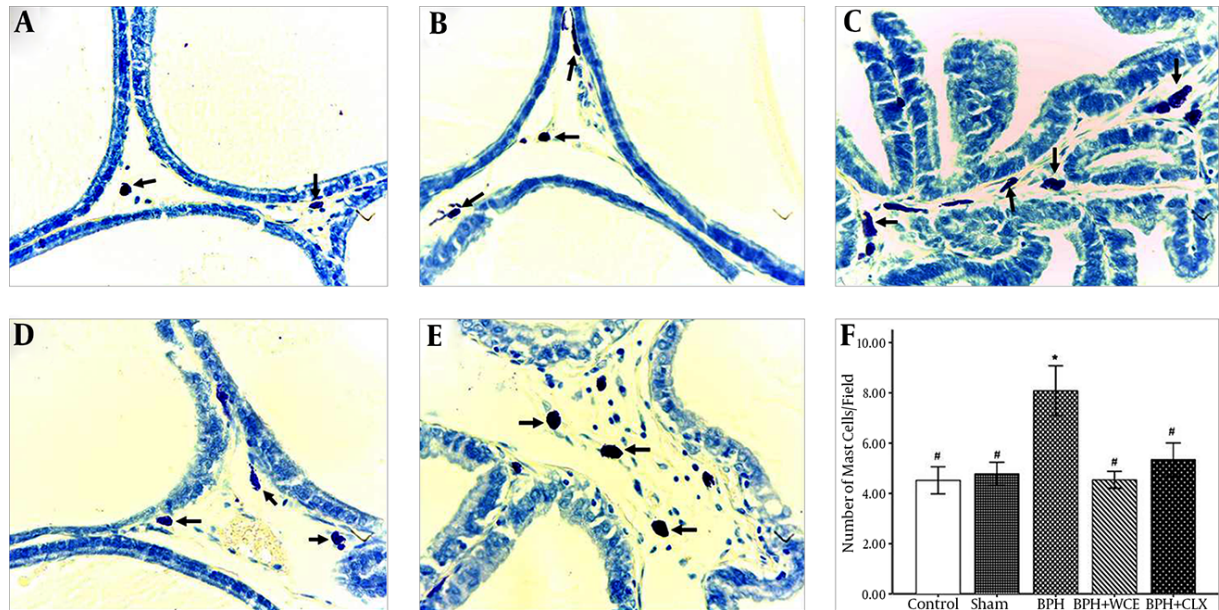 A
B
C
D
E
F
10.00
8.00
6.00
4.00
2.00
0.00
Number of Mast Cells/Field
#
#
*
#
#
Control Sham BPH BPH+WCE BPH+CLX